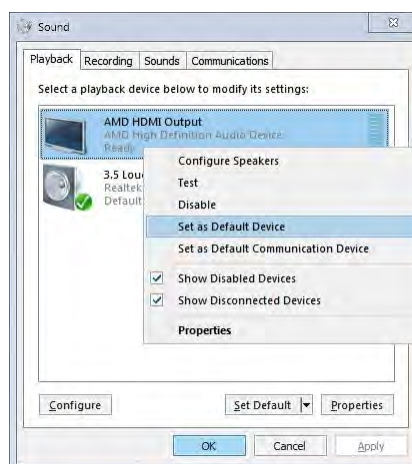 Sound
Playback Recording Sounds Communications
Select a playback device below to modify its settings:
AMD HDMI Output
AMD High Definition Audio Device
Ready
3.5 Lou
Realtek
Default
Configure Speakers
Test
Disable
Set as Default Device
Set as Default Communication Device
Show Disabled Devices
Show Disconnected Devices
Properties
Configure Set Default Properties
OK Cancel Apply